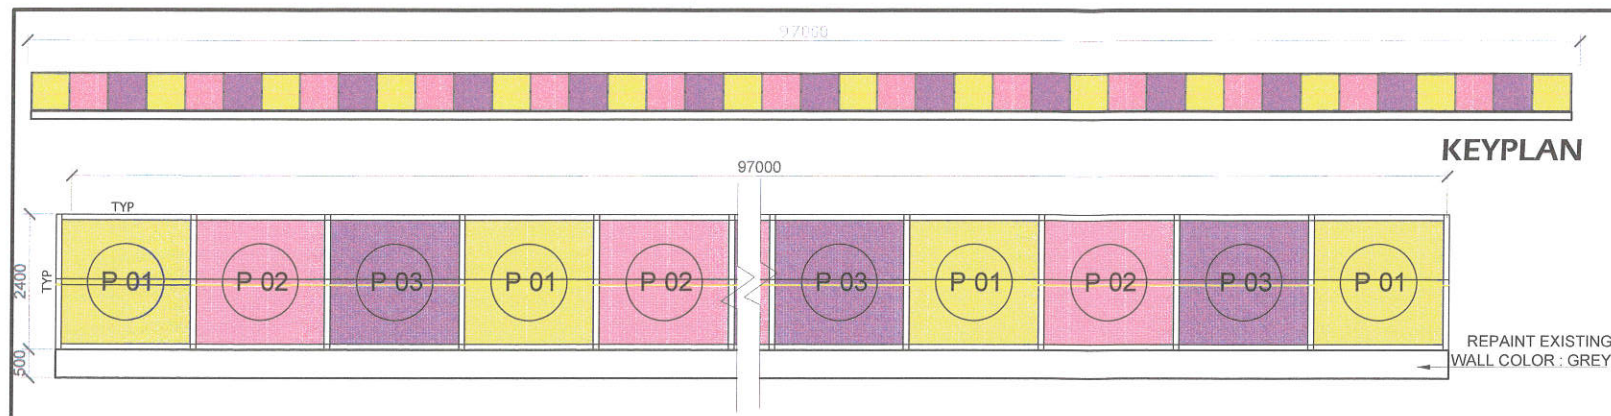 97000
KEYPLAN
97000
TYP
TYP
2400
500
P 01
P 02
P 03
P 01
P 02
P 03
P 01
P 02
P 03
P 01
REPAINT EXISTING
WALL COLOR : GREY